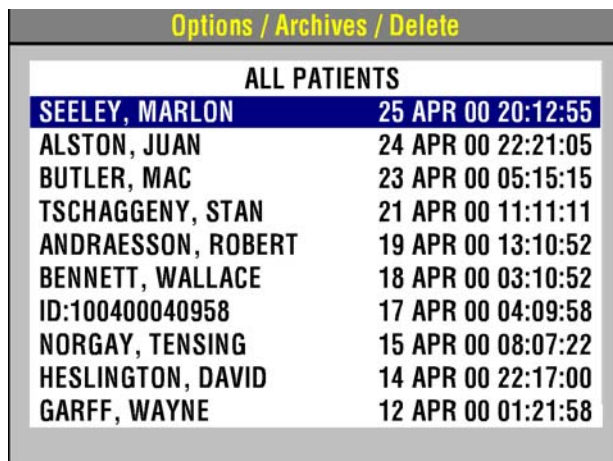 Options / Archives / Delete
ALL PATIENTS
SEELEY, MARLON 25 APR 00 20:12:55
ALSTON, JUAN 24 APR 00 22:21:05
BUTLER, MAC 23 APR 00 05:15:15
TSCHAGGENY, STAN 21 APR 00 11:11:11
ANDRAESSON, ROBERT 19 APR 00 13:10:52
BENNETT, WALLACE 18 APR 00 03:10:52
ID:100400040958 17 APR 00 04:09:58
NORGAY, TENSING 15 APR 00 08:07:22
HESLINGTON, DAVID 14 APR 00 22:17:00
GARFF, WAYNE 12 APR 00 01:21:58